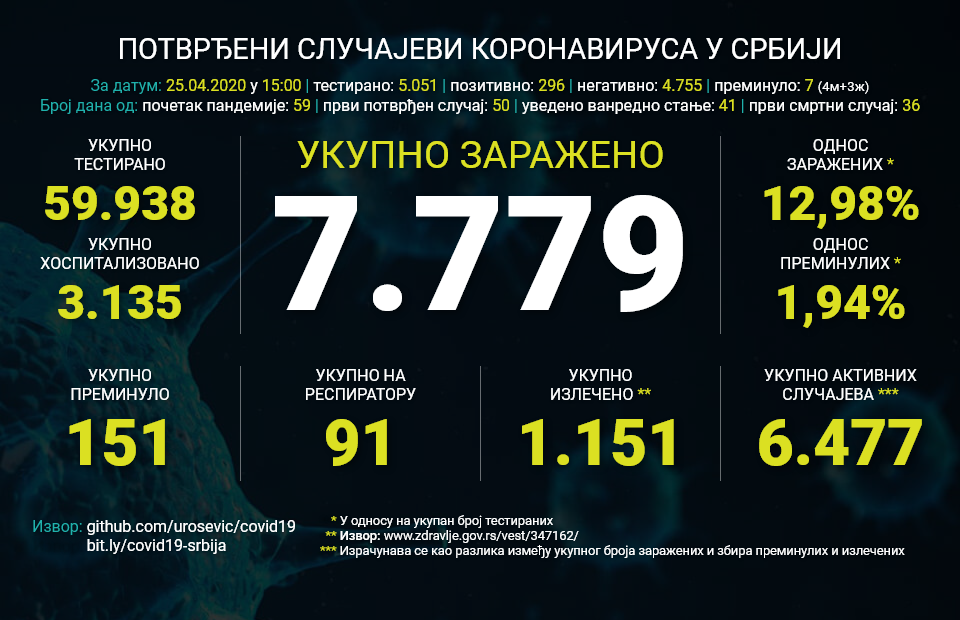 ПОТВРЂЕНИ СЛУЧАЈЕВИ КОРОНАВИРУСА У СРБИЈИ
За датум: 25.04.2020 у 15:00 | тестирано: 5.051 | позитивно: 296 | негативно: 4.755 | преминуло: 7 (4м+3ж)
Број дана од: почетак пандемије: 59 | први потврђен случај: 50 | уведено ванредно стање: 41 | први смртни случај: 36
УКУПНО
ТЕСТИРАНО
59.938
УКУПНО
ХОСПИТАЛИЗОВАНО
3.135
УКУПНО ЗАРАЖЕНО
7.779
ОДНОС
ЗАРАЖЕНИХ *
12,98%
ОДНОС
ПРЕМИНУЛИХ *
1,94%
УКУПНО
ПРЕМИНУЛО
151
УКУПНО НА
РЕСПИРАТОРУ
91
УКУПНО
ИЗЛЕЧЕНО **
1.151
УКУПНО АКТИВНИХ
СЛУЧАЈЕВА ***
6.477
Извор: github.com/urosevic/covid19
bit.ly/covid19-srbija
* У односу на укупан број тестираних
** Извор: www.zdravlje.gov.rs/vest/347162/
*** Израчунава се као разлика између укупног броја заражених и збира преминулих и излечених